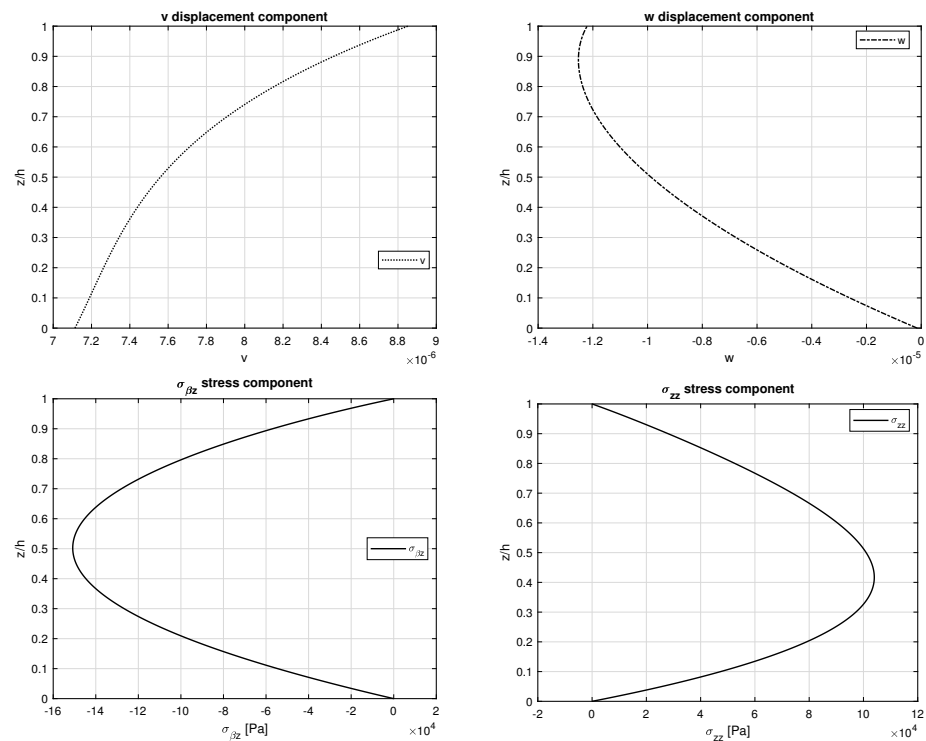 v displacement component
1
0.9
0.8
0.7
0.6
0.5
0.4
0.3
0.2
0.1
0
z/h
v
7 7.2 7.4 7.6 7.8 8 8.2 8.4 8.6 8.8 9
v
×10⁻⁶
w displacement component
1
0.9
0.8
0.7
0.6
0.5
0.4
0.3
0.2
0.1
0
z/h
w
-1.4 -1.2 -1 -0.8 -0.6 -0.4 -0.2 0
w
×10⁻⁵
σβz stress component
1
0.9
0.8
0.7
0.6
0.5
0.4
0.3
0.2
0.1
0
z/h
σβz
-16 -14 -12 -10 -8 -6 -4 -2 0 2
σβz [Pa]
×10⁴
σzz stress component
1
0.9
0.8
0.7
0.6
0.5
0.4
0.3
0.2
0.1
0
z/h
σzz
-2 0 2 4 6 8 10 12
σzz [Pa]
×10⁴